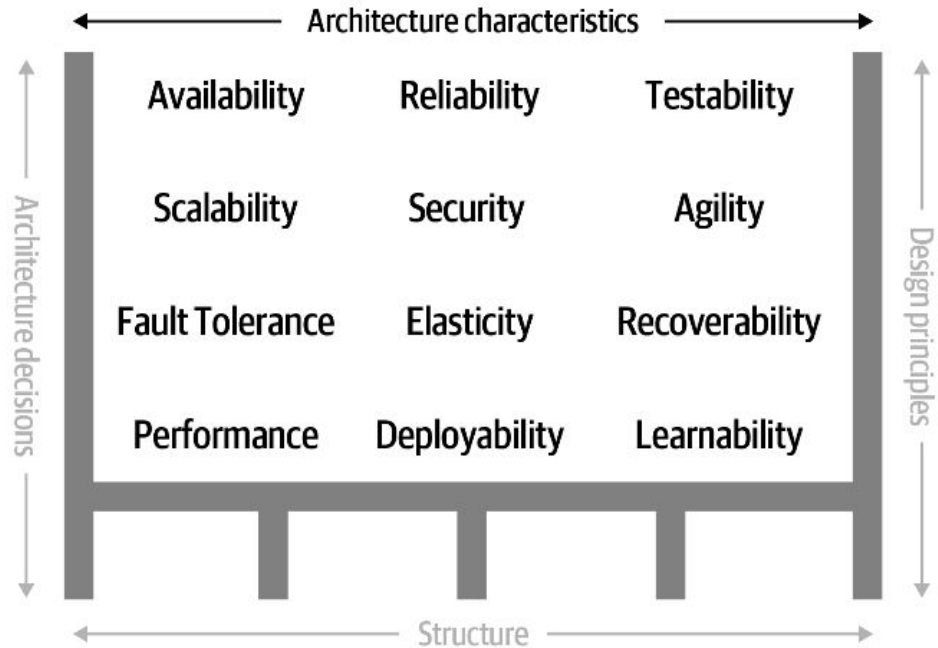 Architecture characteristics
Availability Reliability Testability
Scalability Security Agility
Fault Tolerance Elasticity Recoverability
Performance Deployability Learnability
Architecture decisions
Design principles
Structure